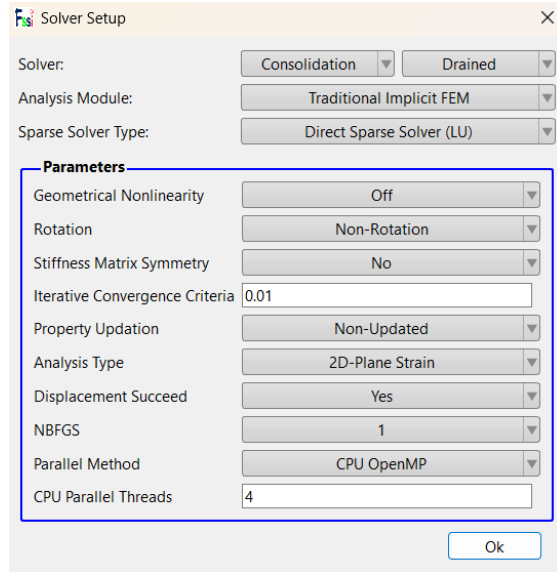 Fssi Solver Setup
Solver: Consolidation Drained
Analysis Module: Traditional Implicit FEM
Sparse Solver Type: Direct Sparse Solver (LU)
Parameters
Geometrical Nonlinearity Off
Rotation Non-Rotation
Stiffness Matrix Symmetry No
Iterative Convergence Criteria 0.01
Property Updation Non-Updated
Analysis Type 2D-Plane Strain
Displacement Succeed Yes
NBFGS 1
Parallel Method CPU OpenMP
CPU Parallel Threads 4
Ok